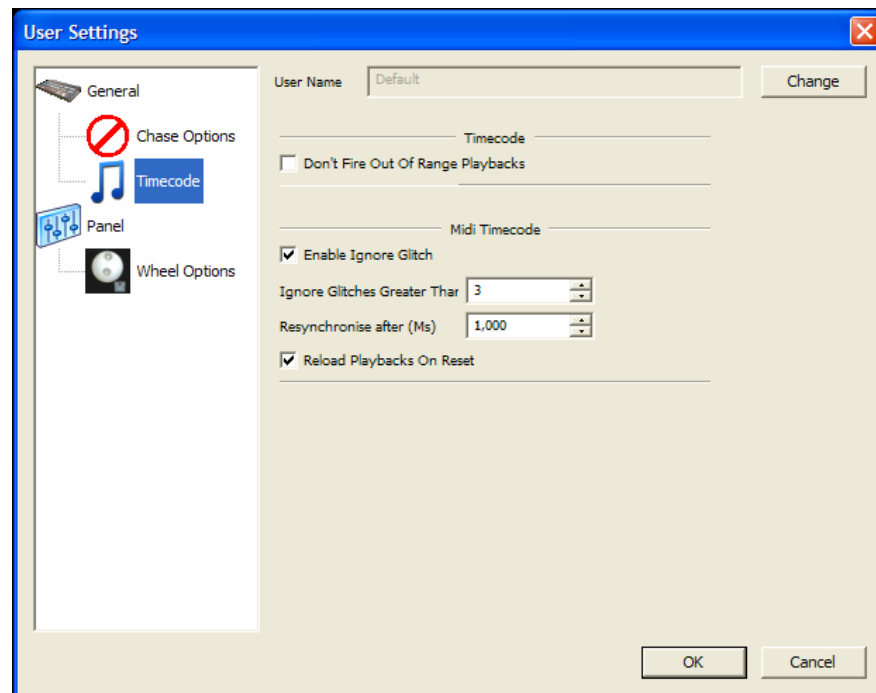 User Settings
General
Chase Options
Timecode
Panel
Wheel Options
User Name
Default
Change
Timecode
Don't Fire Out Of Range Playbacks
Midi Timecode
Enable Ignore Glitch
Ignore Glitches Greater Thar
3
Resynchronise after (Ms)
1,000
Reload Playbacks On Reset
OK
Cancel